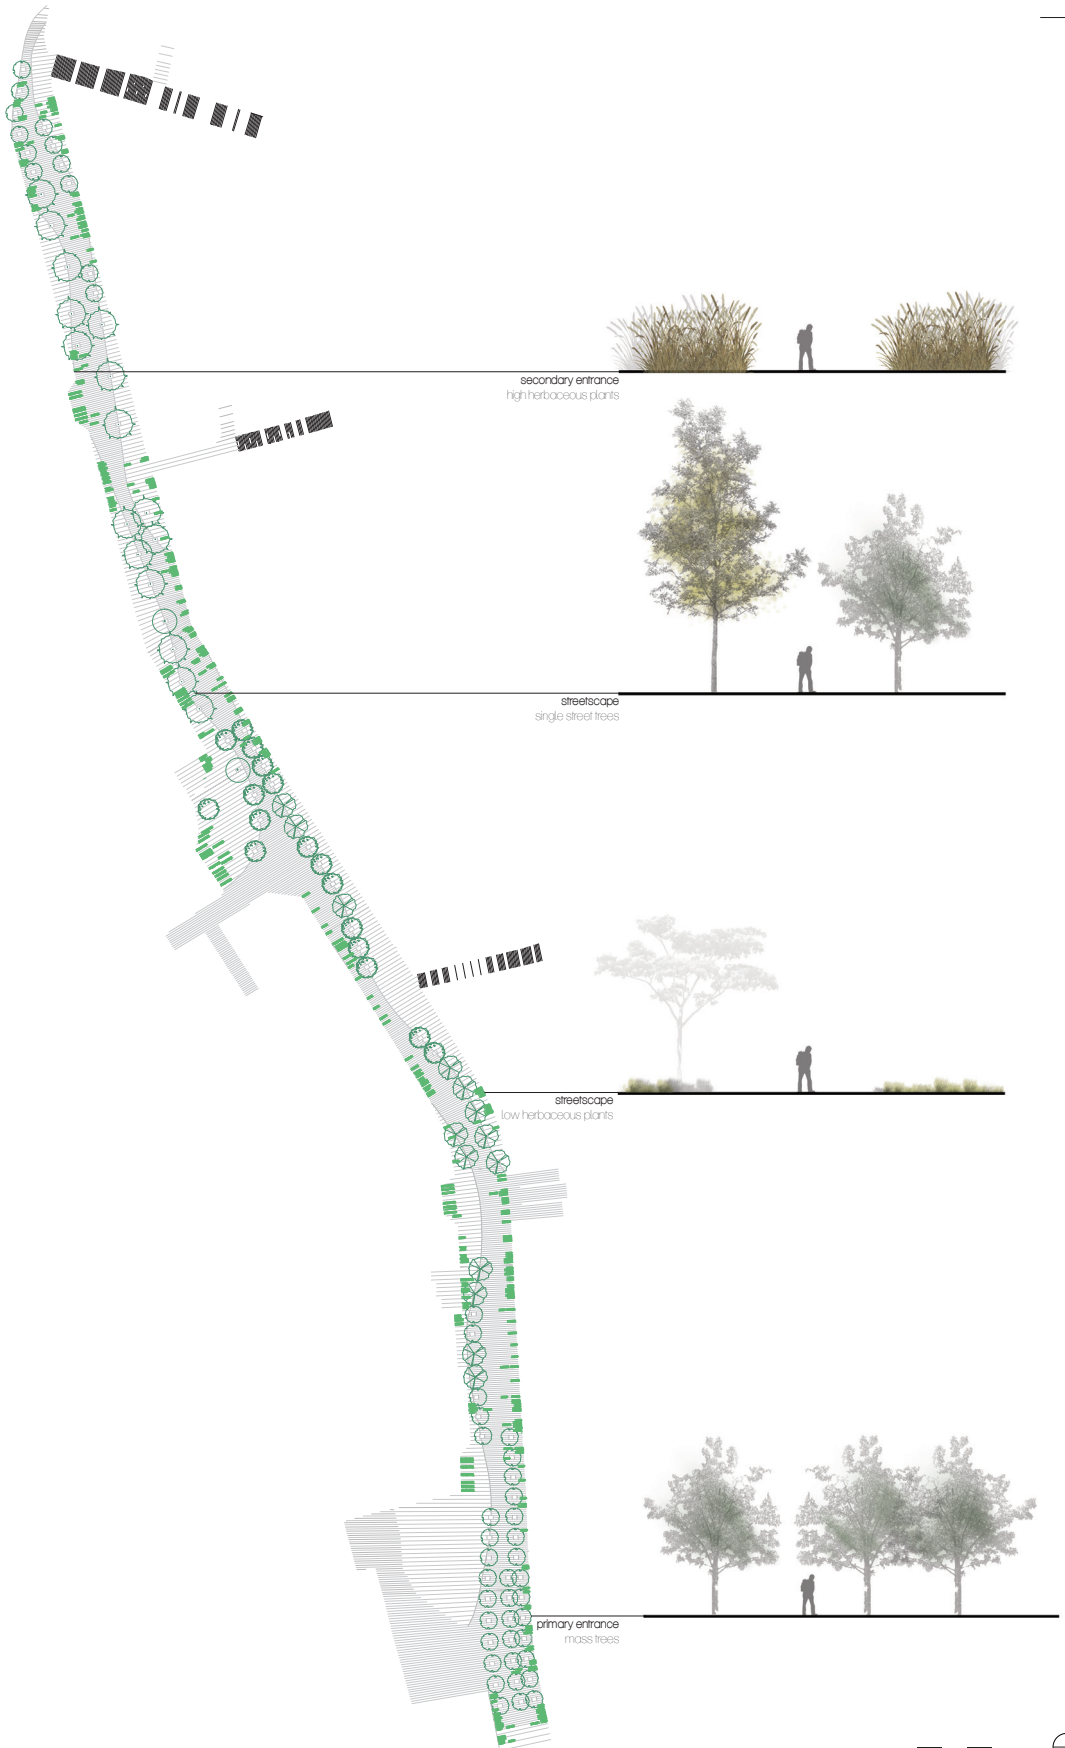 secondary entrance
high herbaceous plants
streetscape
single street trees
streetscape
low herbaceous plants
primary entrance
mass trees